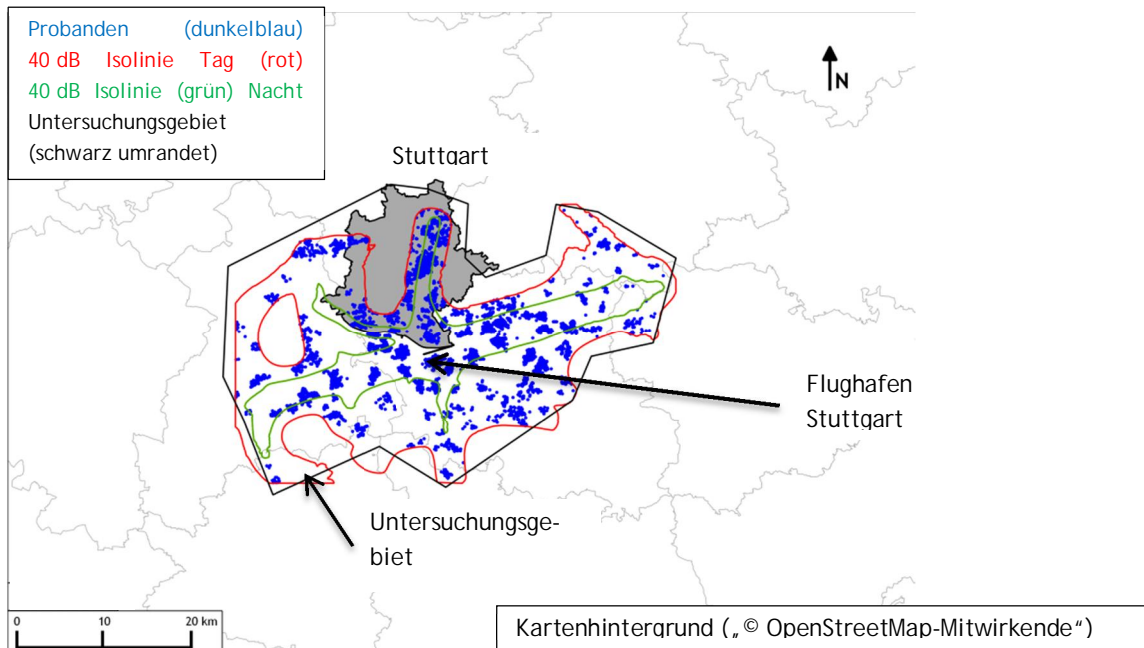 Probanden (dunkelblau)
40 dB Isolinie Tag (rot)
40 dB Isolinie (grün) Nacht
Untersuchungsgebiet
(schwarz umrandet)
N
Stuttgart
Flughafen
Stuttgart
Untersuchungsge-
biet
0 10 20 km
Kartenhintergrund („© OpenStreetMap-Mitwirkende“)